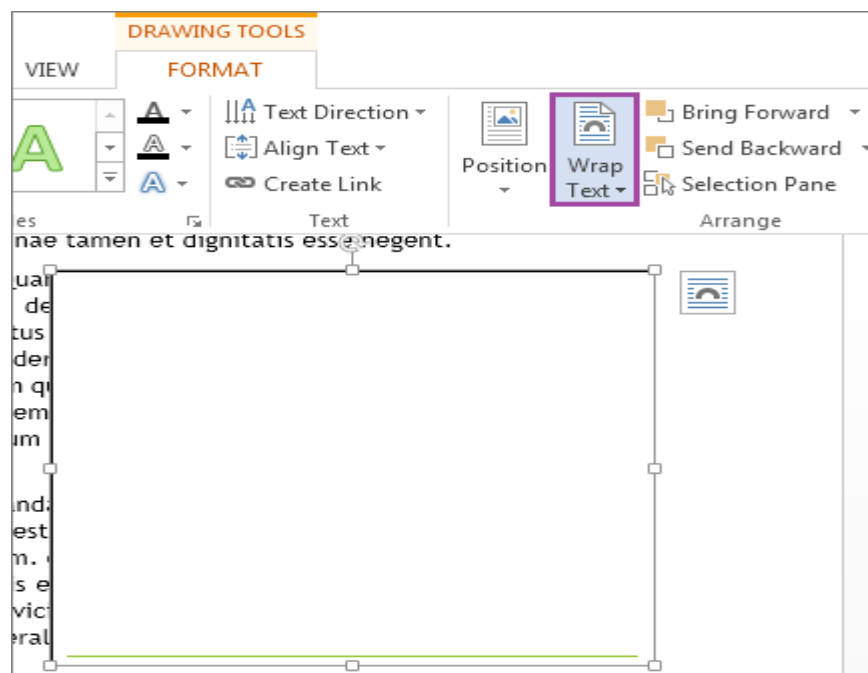 DRAWING TOOLS
VIEW FORMAT
A A Text Direction
A Align Text
A Create Link
Position
Wrap
Text
Bring Forward
Send Backward
Selection Pane
Text
Arrange
tamen et dignitatis esse negent.
de